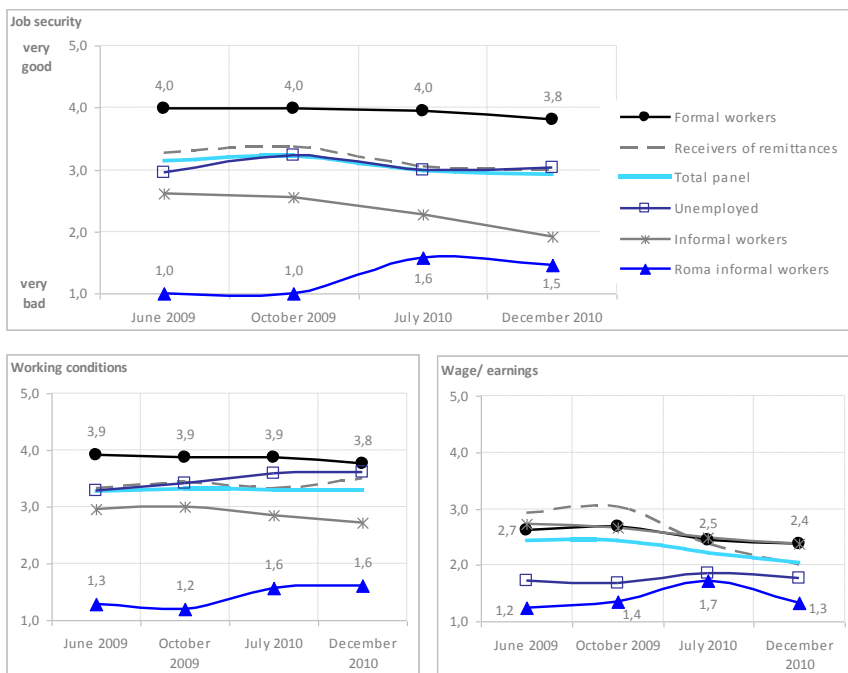 Job security
very
good
5,0
4,0
3,0
2,0
very
bad
1,0
4,0
4,0
4,0
3,8
1,0
1,0
1,6
1,5
June 2009
October 2009
July 2010
December 2010
Formal workers
Receivers of remittances
Total panel
Unemployed
Informal workers
Roma informal workers
Working conditions
5,0
4,0
3,0
2,0
1,0
3,9
3,9
3,9
3,8
1,3
1,2
1,6
1,6
June 2009
October
2009
July 2010
December
2010
Wage/ earnings
5,0
4,0
3,0
2,0
1,0
2,7
2,5
2,4
1,2
1,4
1,7
1,3
June 2009
October 2009
July 2010
December
2010